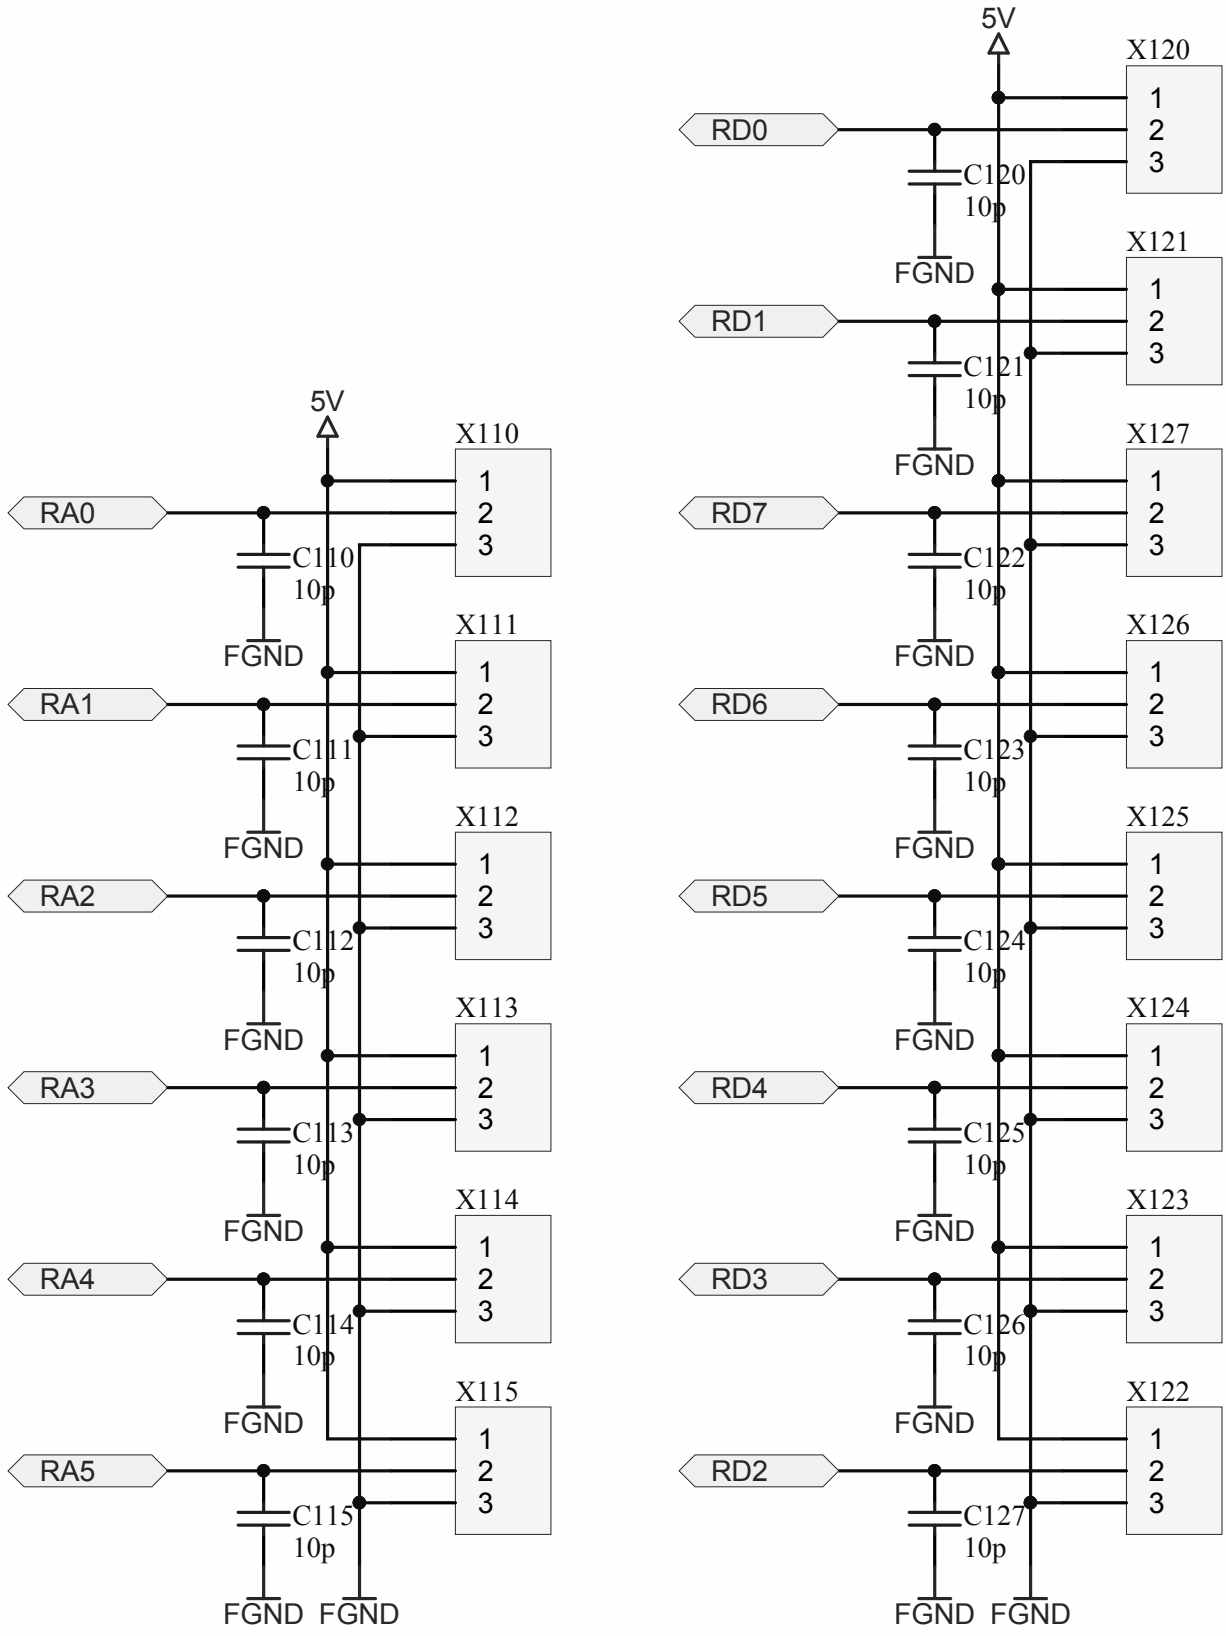 5V
X110
1
RA0
2
3
C110
10p
FGND
X111
1
RA1
2
3
C111
10p
FGND
X112
1
RA2
2
3
C112
10p
FGND
X113
1
RA3
2
3
C113
10p
FGND
X114
1
RA4
2
3
C114
10p
FGND
X115
1
RA5
2
3
C115
10p
FGND FGND
5V
X120
1
RD0
2
3
C120
10p
FGND
X121
1
RD1
2
3
C121
10p
FGND
X127
1
RD7
2
3
C122
10p
FGND
X126
1
RD6
2
3
C123
10p
FGND
X125
1
RD5
2
3
C124
10p
FGND
X124
1
RD4
2
3
C125
10p
FGND
X123
1
RD3
2
3
C126
10p
FGND
X122
1
RD2
2
3
C127
10p
FGND FGND